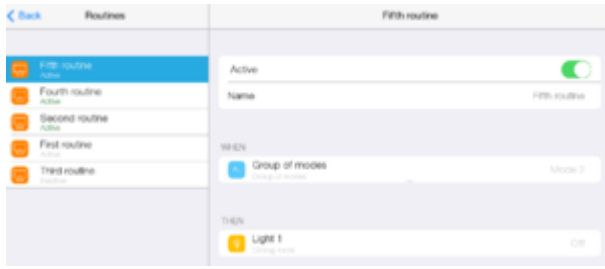 Back
Routines
Fifth routine
Fifth routine
Active
Fourth routine
Active
Second routine
Active
First routine
Active
Third routine
Active
Name
Fifth routine
WHEN
Group of modes
Group of modes
Mode 2
THEN
Light 1
Off